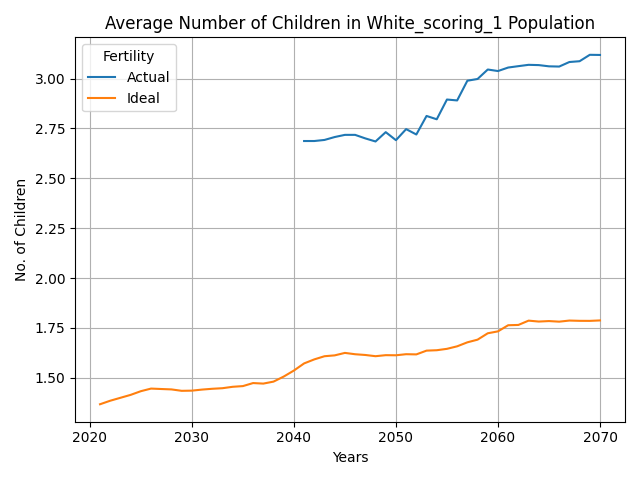 Average Number of Children in White_scoring_1 Population
Fertility
Actual
Ideal
No. of Children
3.00
2.75
2.50
2.25
2.00
1.75
1.50
2020 2030 2040 2050 2060 2070
Years